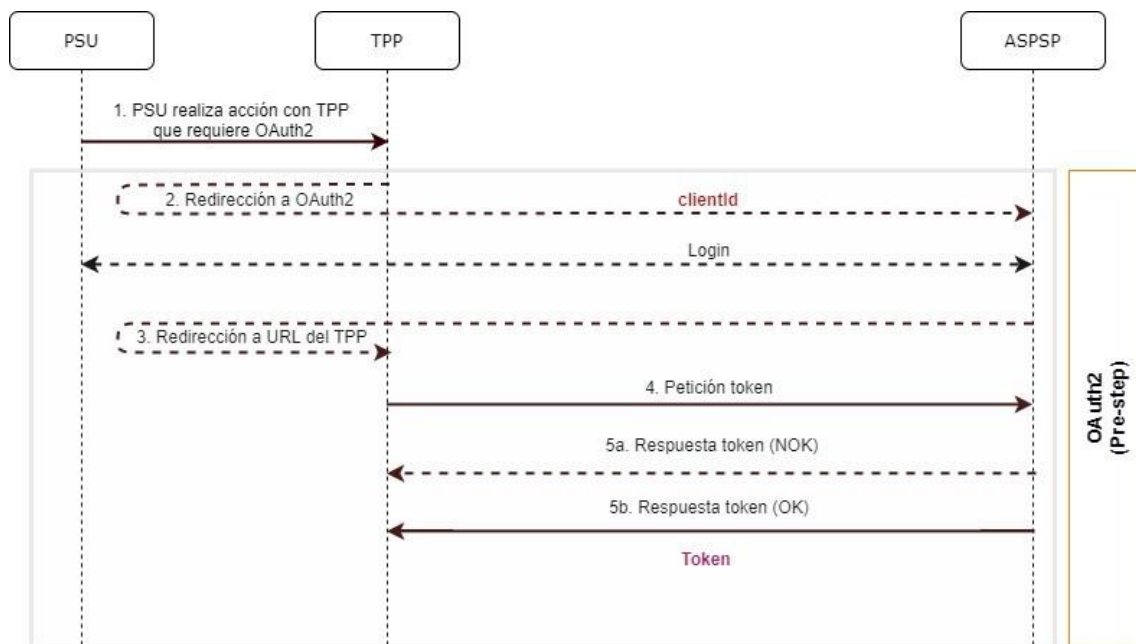 PSU
TPP
ASPSP
1. PSU realiza acción con TPP
que requiere OAuth2
2. Redirección a OAuth2
clientId
Login
3. Redirección a URL del TPP
4. Petición token
5a. Respuesta token (NOK)
5b. Respuesta token (OK)
Token
OAuth2
(Pre-step)